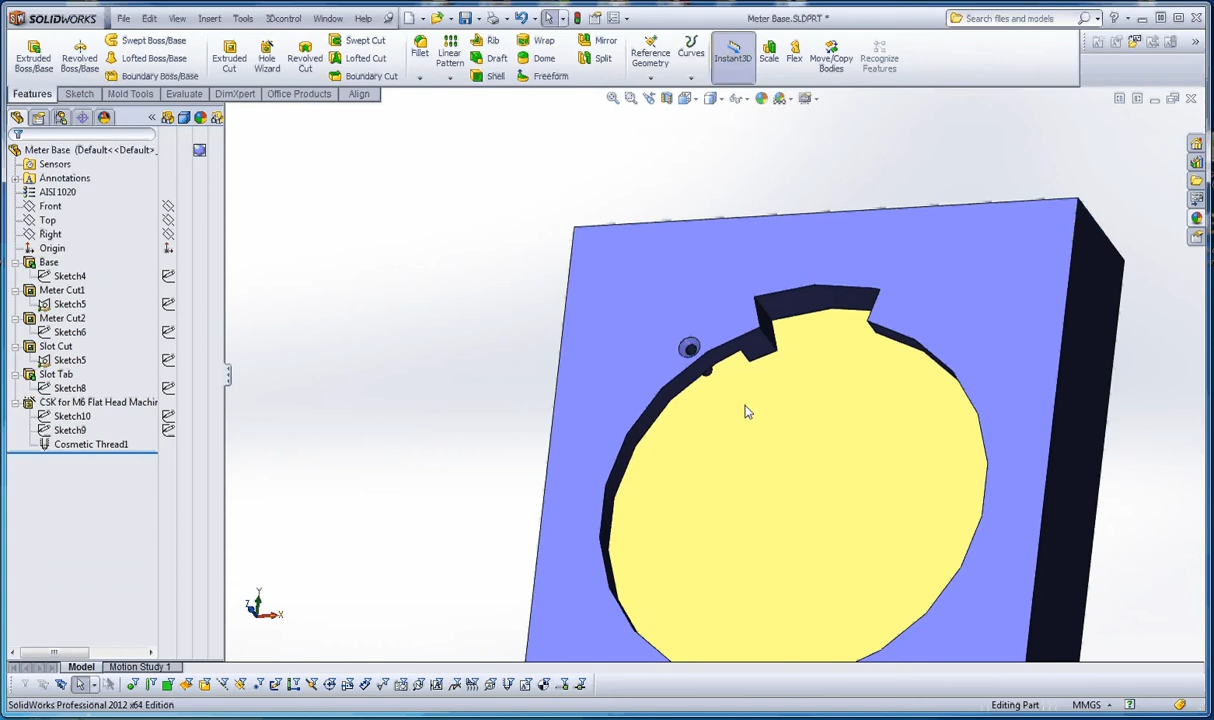 SOLIDWORKS File Edit View Insert Tools 3Dcontrol Window Help Meter Base.SLDPRT * Search files and models
Extruded Boss/Base
Revolved Boss/Base
Swept Boss/Base
Lofted Boss/Base
Boundary Boss/Base
Extruded Cut
Hole Wizard
Revolved Cut
Swept Cut
Lofted Cut
Boundary Cut
Fillet
Linear Pattern
Rib
Draft
Shell
Wrap
Dome
Freeform
Mirror
Split
Reference Geometry
Curves
Instant3D
Scale
Flex
Move/Copy Bodies
Recognize Features
Features Sketch Mold Tools Evaluate DimXpert Office Products Align
Meter Base (Default<<Default>_
Sensors
Annotations
AISI 1020
Front
Top
Right
Origin
Base
Sketch4
Meter Cut1
Sketch5
Meter Cut2
Sketch6
Slot Cut
Sketch5
Slot Tab
Sketch8
CSK for M6 Flat Head Machin
Sketch10
Sketch9
Cosmetic Thread1
Y
Z
X
Model Motion Study 1
SolidWorks Professional 2012 x64 Edition Editing Part MMGS